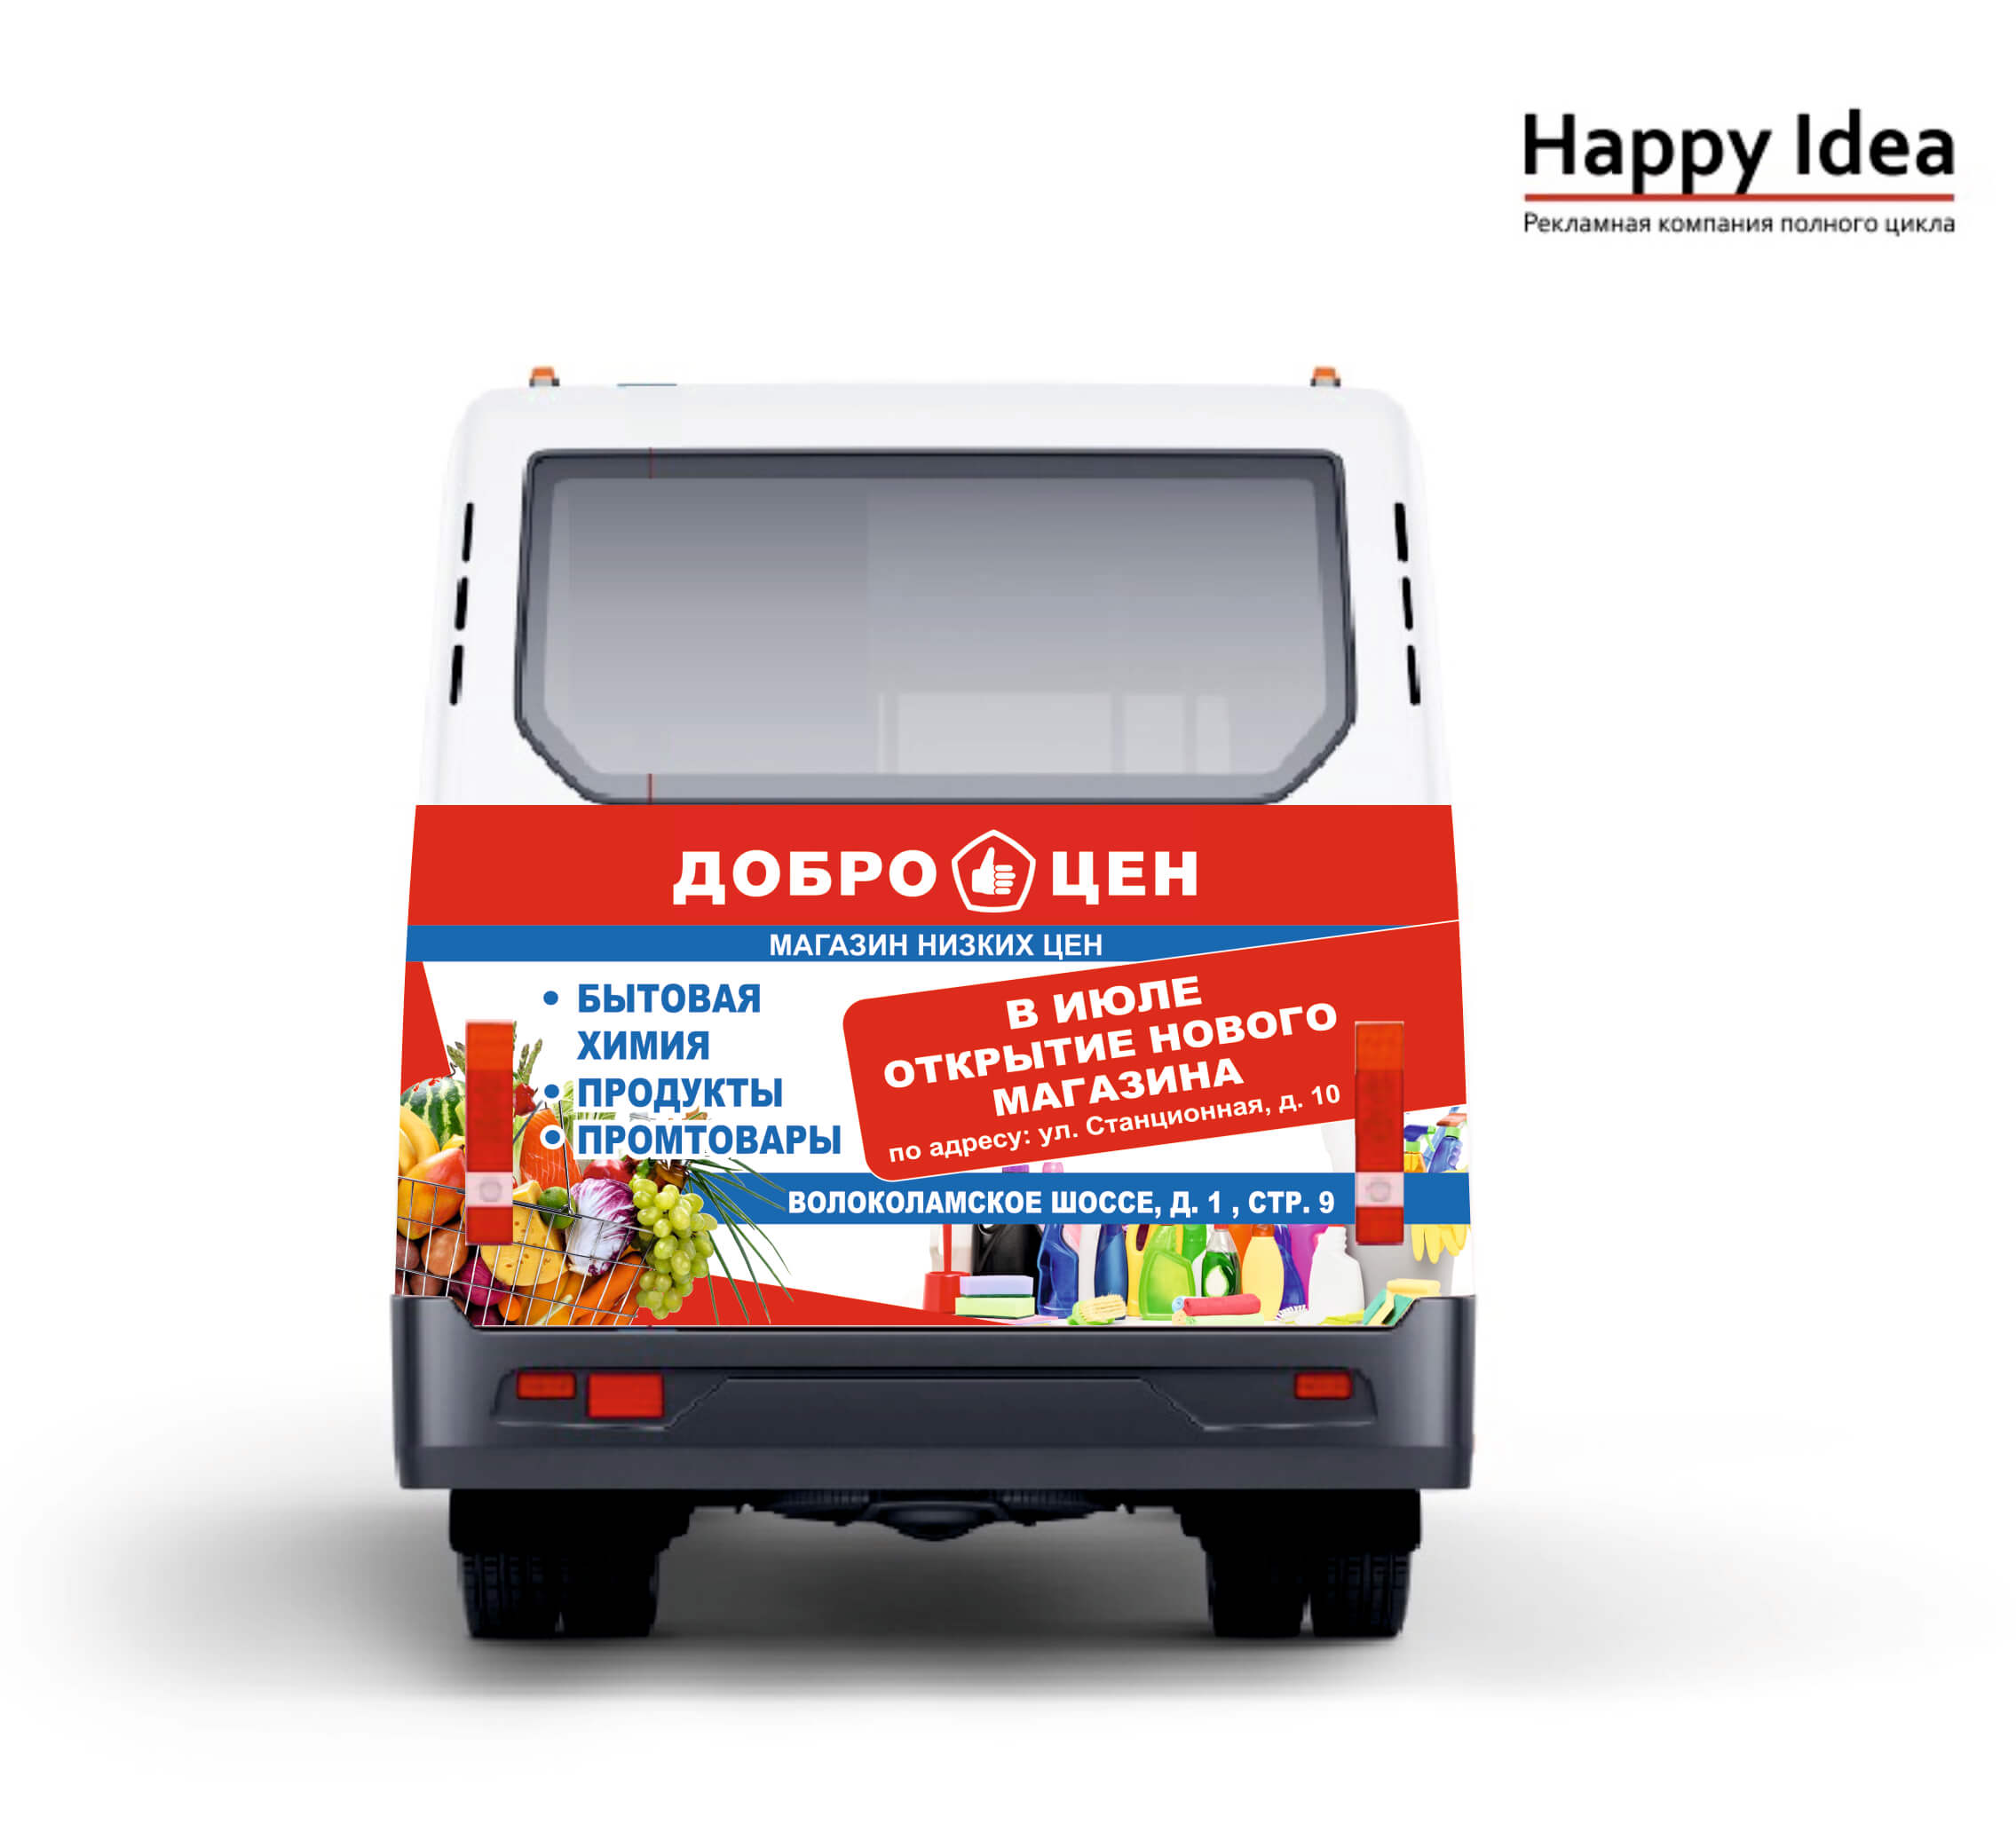 Happy Idea
Рекламная компания полного цикла
ДОБРО ЦЕН
МАГАЗИН НИЗКИХ ЦЕН
• БЫТОВАЯ
ХИМИЯ
• ПРОДУКТЫ
• ПРОМТОВАРЫ
В ИЮЛЕ
ОТКРЫТИЕ НОВОГО
МАГАЗИНА
по адресу: ул. Станционная, д. 10
ВОЛОКОЛАМСКОЕ ШОССЕ, Д. 1 , СТР. 9